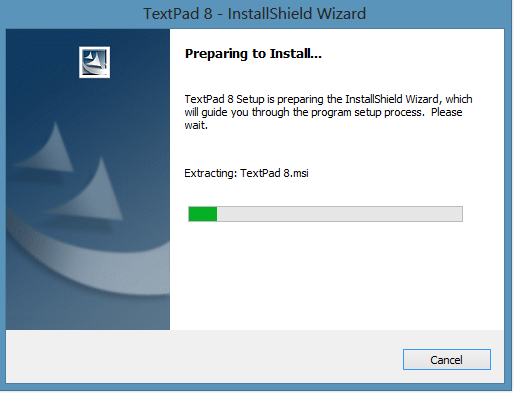 TextPad 8 - InstallShield Wizard
Preparing to Install...
TextPad 8 Setup is preparing the InstallShield Wizard, which
will guide you through the program setup process. Please
wait.
Extracting: TextPad 8.msi
Cancel